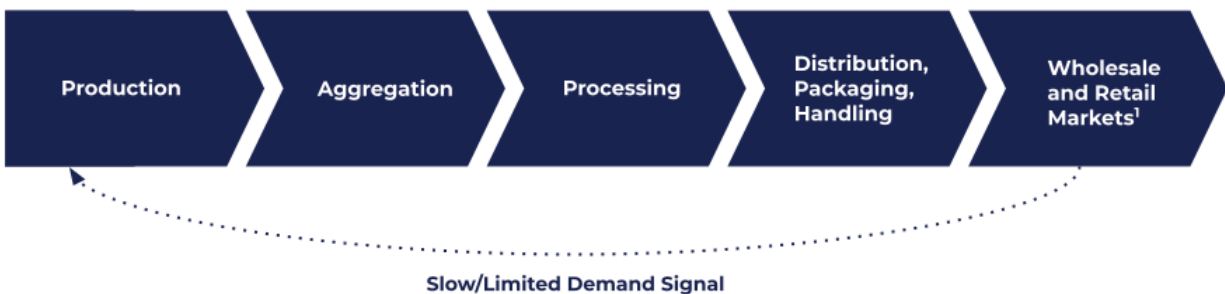 Production
Aggregation
Processing
Distribution,
Packaging,
Handling
Wholesale
and Retail
Markets¹
Slow/Limited Demand Signal